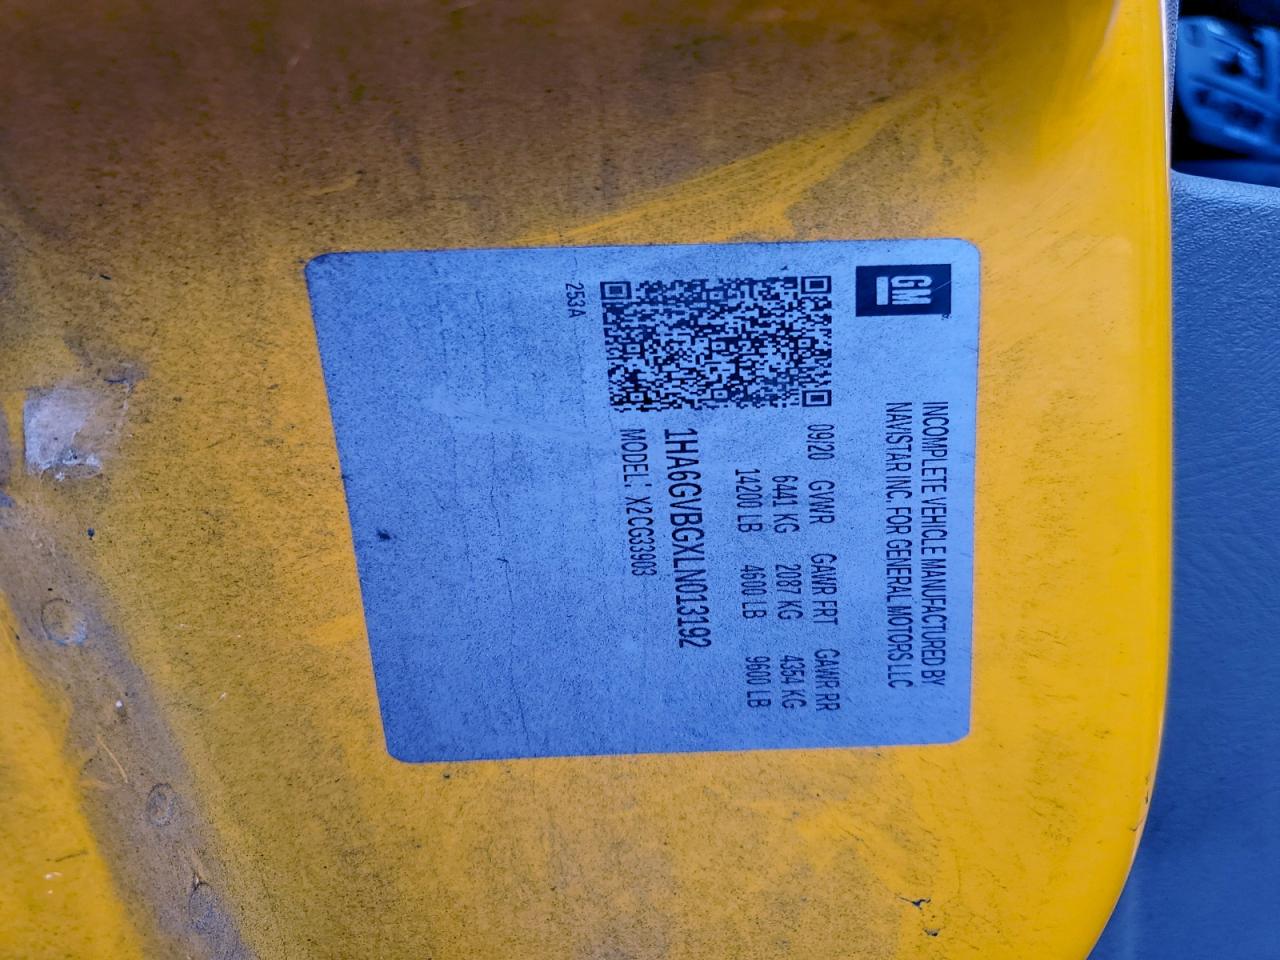 GM
INCOMPLETE VEHICLE MANUFACTURED BY
NAVISTAR INC. FOR GENERAL MOTORS LLC
09/20 GVWR GAWR FRT GAWR RR
6441 KG 2087 KG 4354 KG
14200 LB 4600 LB 9600 LB
1HA6GVBGXLN013192
MODEL: X2CG33903
253A